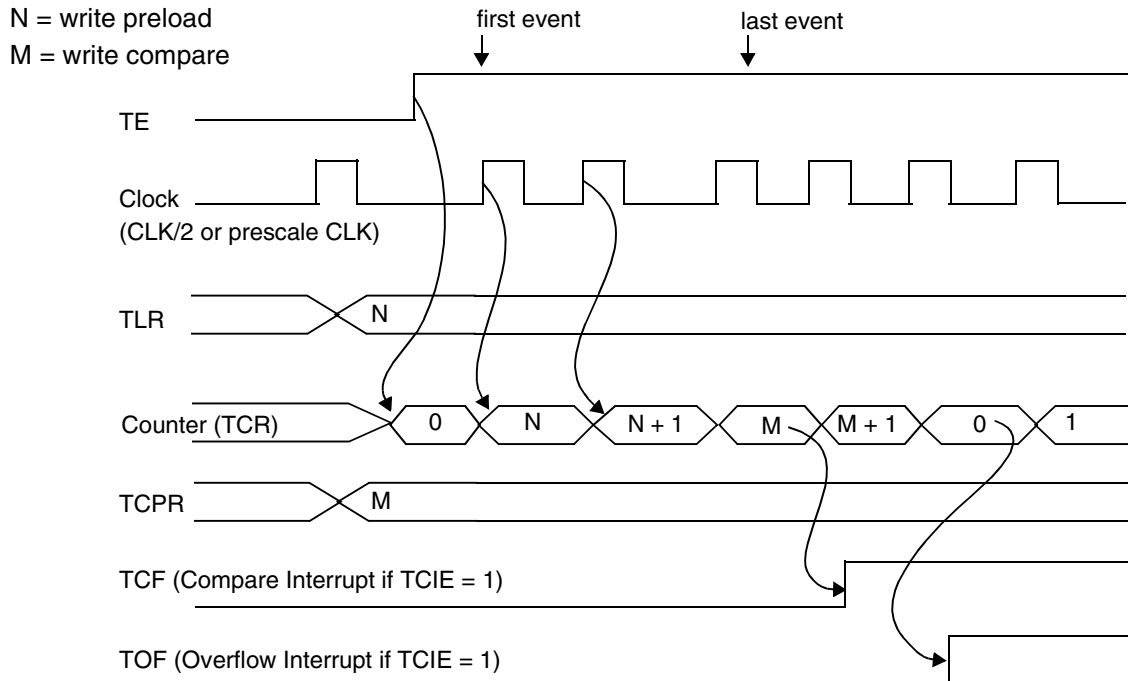 N = write preload
M = write compare
first event
last event
TE
Clock
(CLK/2 or prescale CLK)
TLR
N
Counter (TCR)
0
N
N + 1
M
M + 1
0
1
TCPR
M
TCF (Compare Interrupt if TCIE = 1)
TOF (Overflow Interrupt if TCIE = 1)